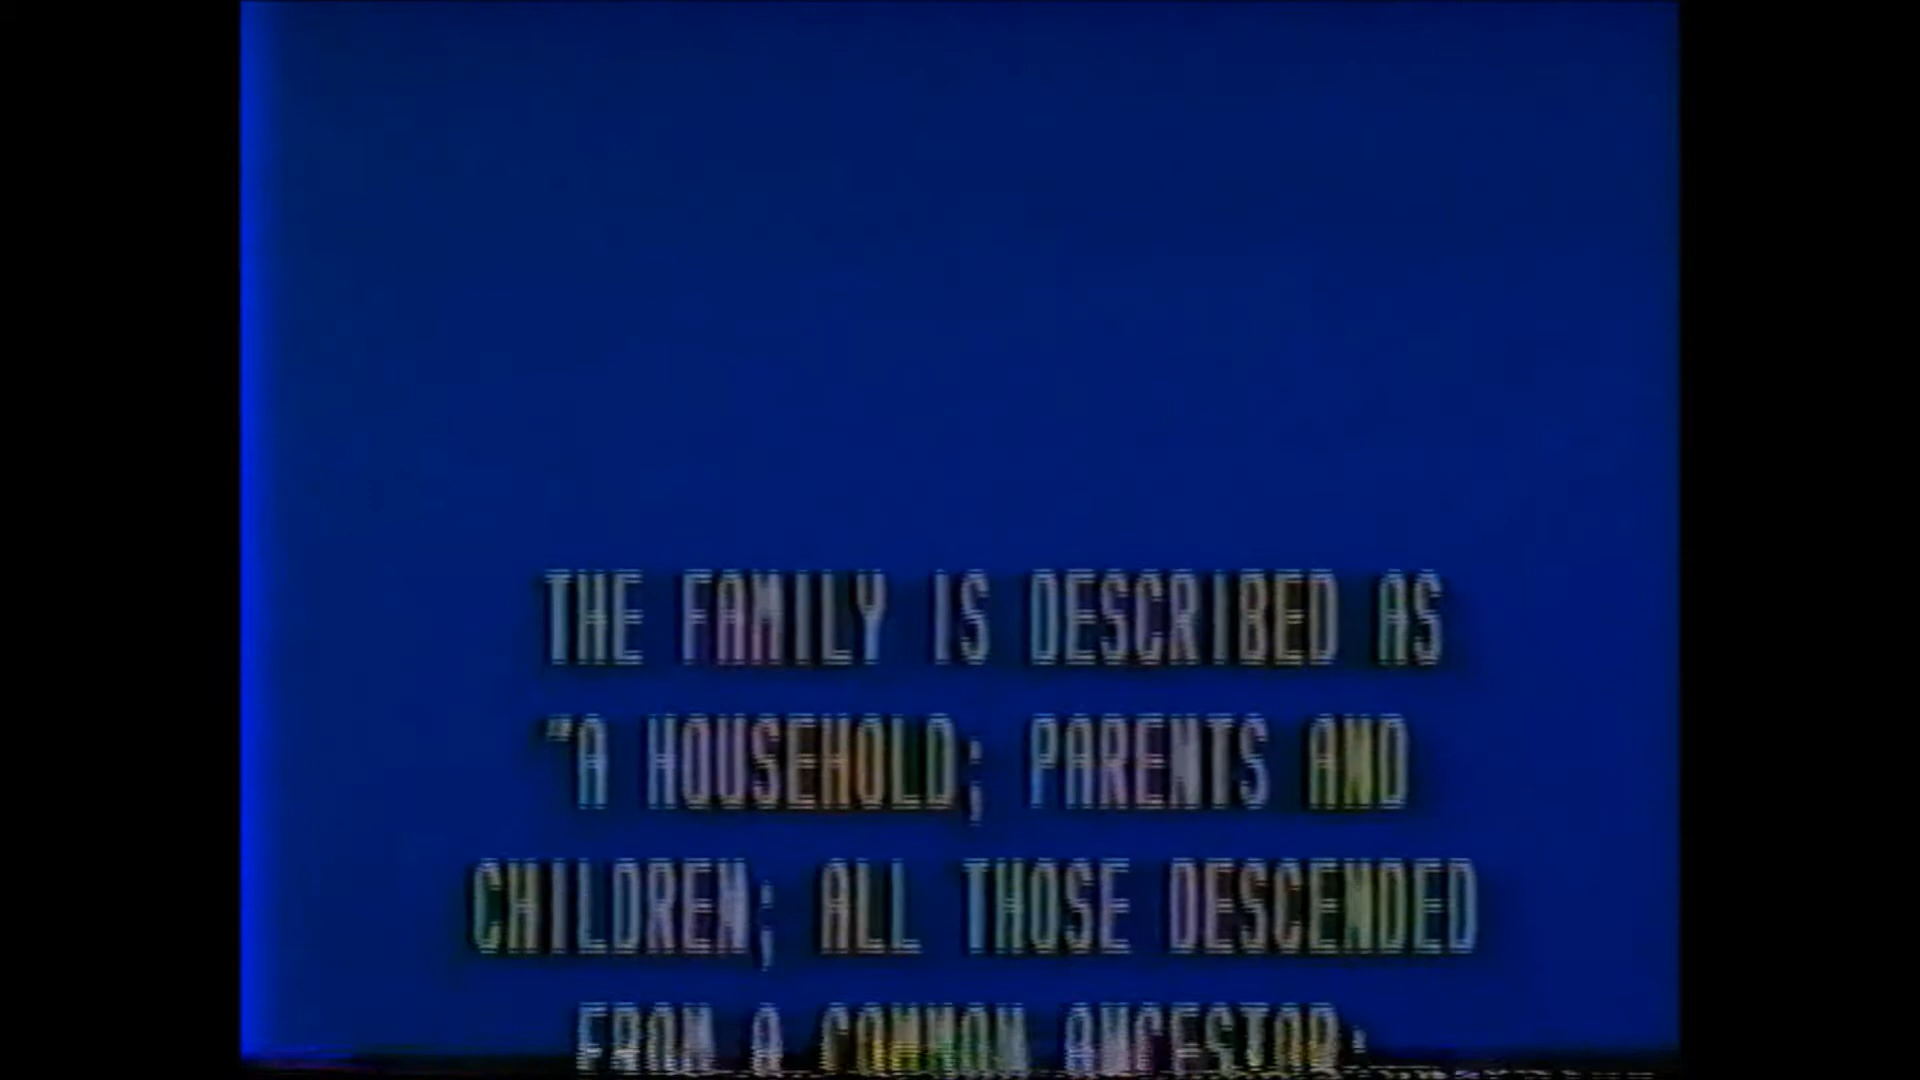 THE FAMILY IS DESCRIBED AS
"A HOUSEHOLD; PARENTS AND
CHILDREN; ALL THOSE DESCENDED
FROM A COMMON ANCESTOR;